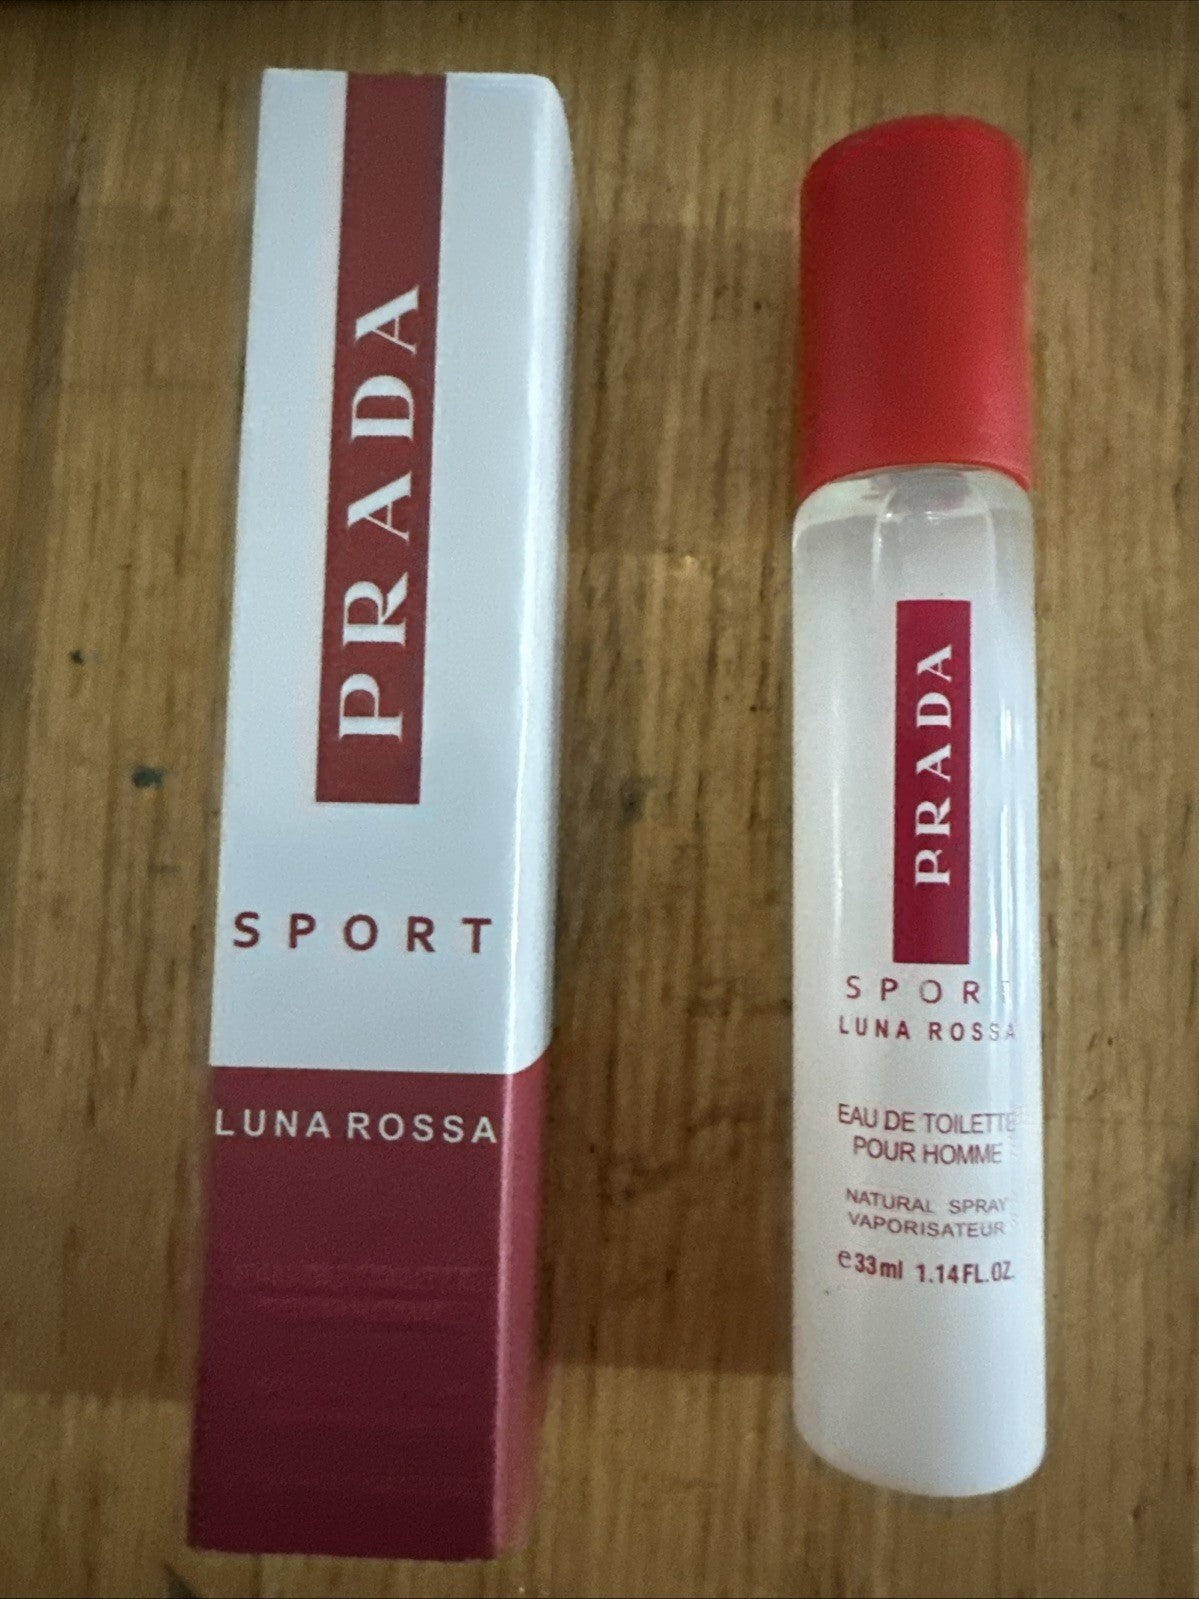 PRADA
SPORT
LUNA ROSSA
PRADA
SPORT
LUNA ROSSA
EAU DE TOILETTE
POUR HOMME
NATURAL SPRAY
VAPORISATEUR
e33ml 1.14FL.OZ.